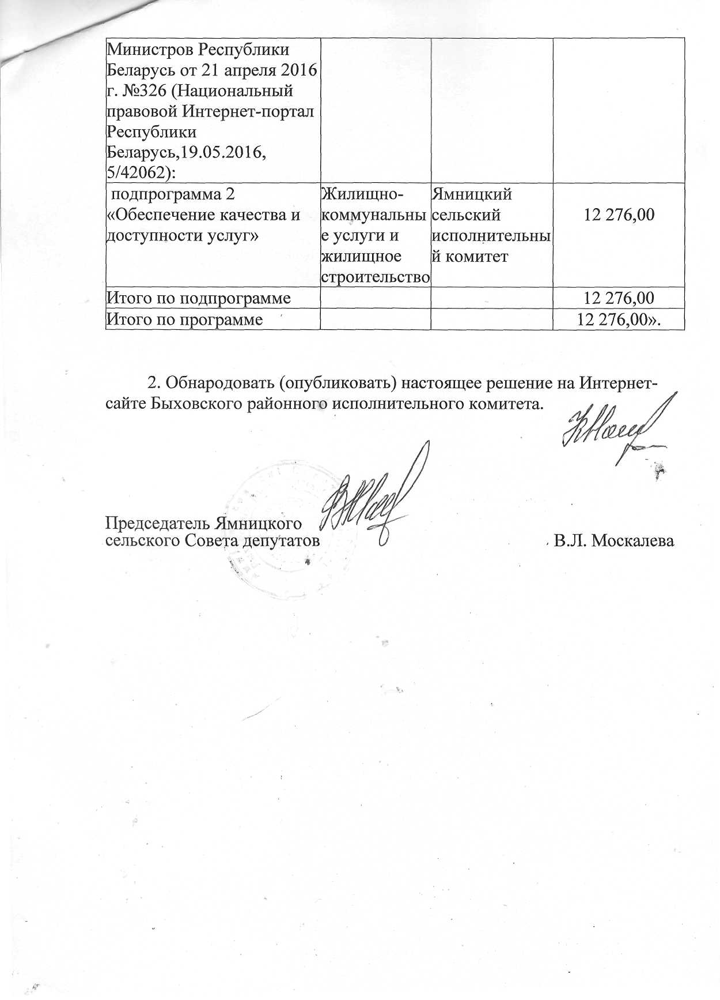 Министров Республики
Беларусь от 21 апреля 2016
г. №326 (Национальный
правовой Интернет-портал
Республики
Беларусь,19.05.2016,
5/42062):
подпрограмма 2
«Обеспечение качества и
доступности услуг»
Жилищно-
коммунальны
е услуги и
жилищное
строительство
Ямницкий
сельский
исполнительны
й комитет
12 276,00
Итого по подпрограмме 12 276,00
Итого по программе 12 276,00».
2. Обнародовать (опубликовать) настоящее решение на Интернет-
сайте Быховского районного исполнительного комитета.
Председатель Ямницкого
сельского Совета депутатов В.Л. Москалева